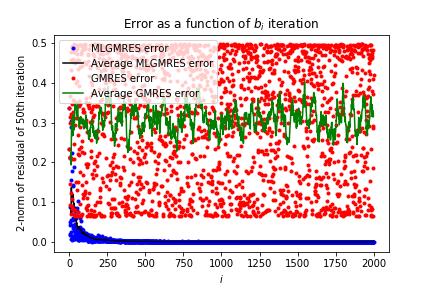 Error as a function of b_i iteration
MLGMRES error
Average MLGMRES error
GMRES error
Average GMRES error
2-norm of residual of 50th iteration
0.5
0.4
0.3
0.2
0.1
0.0
0 250 500 750 1000 1250 1500 1750 2000
i